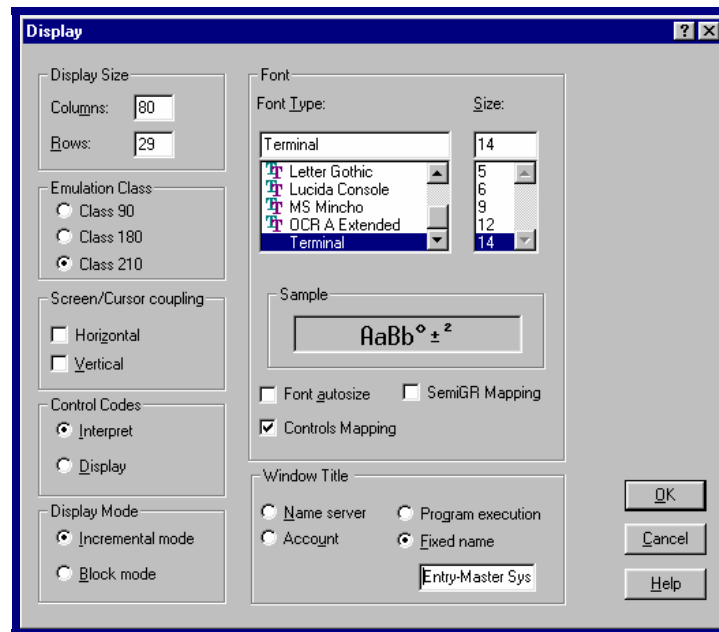 Display
Display Size
Columns: 80
Rows: 29
Emulation Class
Class 90
Class 180
Class 210
Screen/Cursor coupling
Horizontal
Vertical
Control Codes
Interpret
Display
Display Mode
Incremental mode
Block mode
Font
Font Type:
Terminal
Letter Gothic
Lucida Console
MS Mincho
OCR A Extended
Terminal
Size:
14
5
6
9
12
14
Sample
AaBb°±²
Font autosize
SemiGR Mapping
Controls Mapping
Window Title
Name server
Program execution
Account
Fixed name
Entry-Master Sys
OK
Cancel
Help